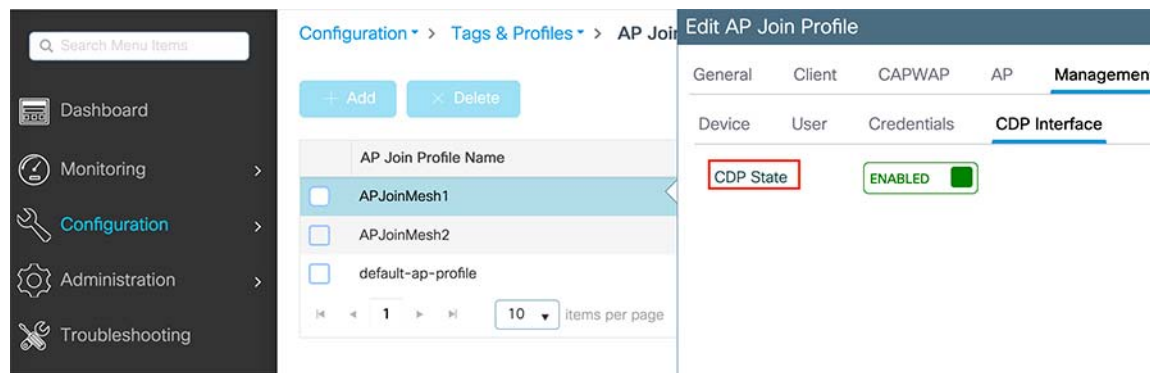 Search Menu Items
Dashboard
Monitoring
Configuration
Administration
Troubleshooting
Configuration > Tags & Profiles > AP Joi
+ Add × Delete
AP Join Profile Name
APJoinMesh1
APJoinMesh2
default-ap-profile
1 10 items per page
Edit AP Join Profile
General Client CAPWAP AP Managemen
Device User Credentials CDP Interface
CDP State ENABLED